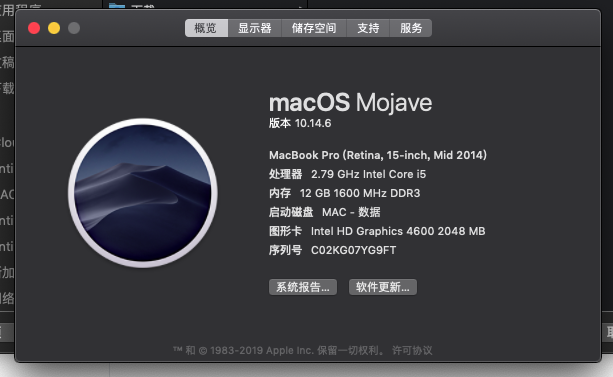 下载
概览 显示器 储存空间 支持 服务
macOS Mojave
版本 10.14.6
MacBook Pro (Retina, 15-inch, Mid 2014)
处理器 2.79 GHz Intel Core i5
内存 12 GB 1600 MHz DDR3
启动磁盘 MAC - 数据
图形卡 Intel HD Graphics 4600 2048 MB
序列号 C02KG07YG9FT
系统报告... 软件更新...
™ 和 © 1983-2019 Apple Inc. 保留一切权利。 许可协议